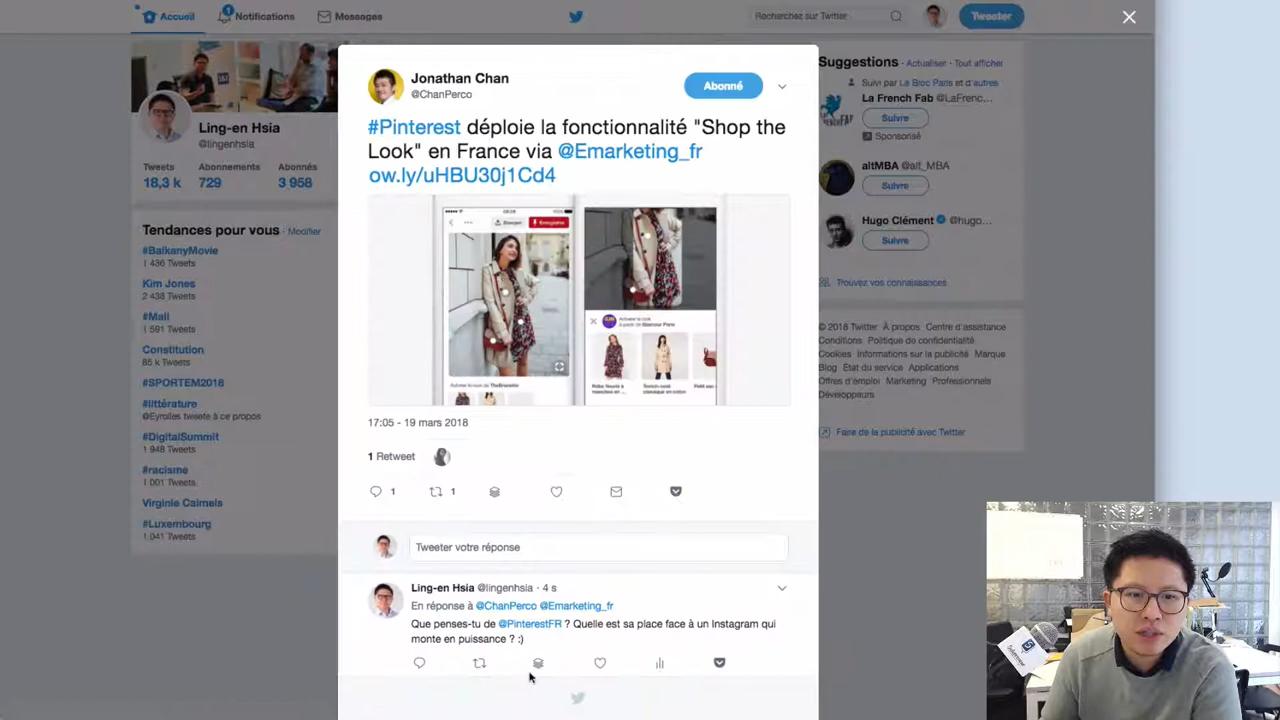 Accueil
1
Notifications
Messages
Recherchez sur Twitter
Tweeter
Ling-en Hsia
@lingenhsia
Tweets Abonnements Abonnés
18,3 k 729 3 958
Tendances pour vous · Modifier
#BalkanyMovie
1 436 Tweets
Kim Jones
2 438 Tweets
#Mali
1 591 Tweets
Constitution
85 k Tweets
#SPORTEM2018
#littérature
@Eyrolles tweete à ce propos
#DigitalSummit
1 948 Tweets
#racisme
1 001 Tweets
Virginie Calmels
#Luxembourg
1 041 Tweets
Jonathan Chan
@ChanPerco
Abonné
#Pinterest déploie la fonctionnalité "Shop the
Look" en France via @Emarketing_fr
ow.ly/uHBU30j1Cd4
17:05 - 19 mars 2018
1 Retweet
1 1
Tweeter votre réponse
Ling-en Hsia @lingenhsia · 4 s
En réponse à @ChanPerco @Emarketing_fr
Que penses-tu de @PinterestFR ? Quelle est sa place face à un Instagram qui
monte en puissance ? :)
Suggestions · Actualiser · Tout afficher
Suivi par La Bloc Paris et d'autres
La French Fab @LaFrenc...
Suivre
Sponsorisé
altMBA @alt_MBA
Suivre
Hugo Clément @hugo...
Suivre
Trouvez vos connaissances
© 2018 Twitter À propos Centre d'assistance
Conditions Politique de confidentialité
Cookies Informations sur la publicité Marque
Blog État du service Applications
Offres d'emploi Marketing Professionnels
Développeurs
Faire de la publicité avec Twitter